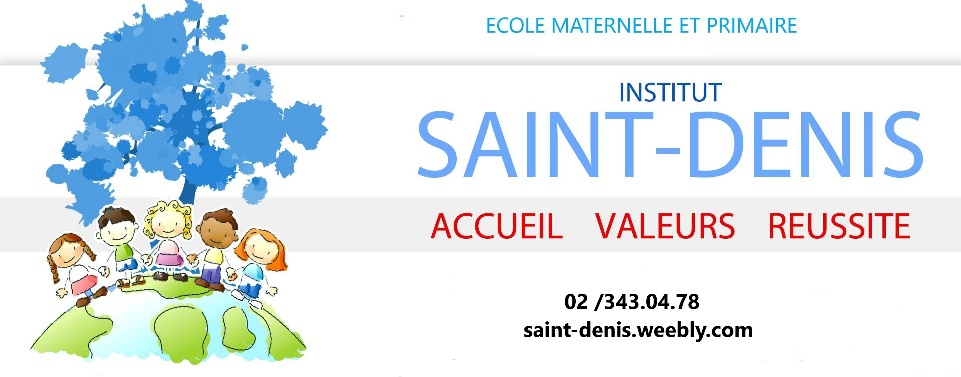 ECOLE MATERNELLE ET PRIMAIRE
INSTITUT
SAINT-DENIS
ACCUEIL VALEURS REUSSITE
02 /343.04.78
saint-denis.weebly.com